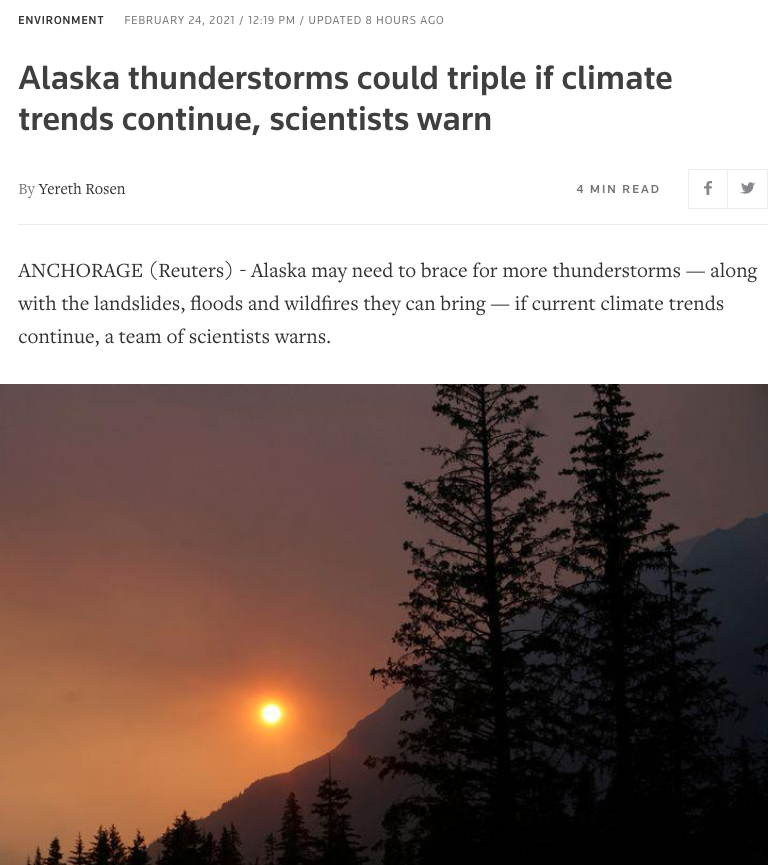 ENVIRONMENT FEBRUARY 24, 2021 / 12:19 PM / UPDATED 8 HOURS AGO
Alaska thunderstorms could triple if climate
trends continue, scientists warn
By Yereth Rosen 4 MIN READ
ANCHORAGE (Reuters) - Alaska may need to brace for more thunderstorms — along
with the landslides, floods and wildfires they can bring — if current climate trends
continue, a team of scientists warns.